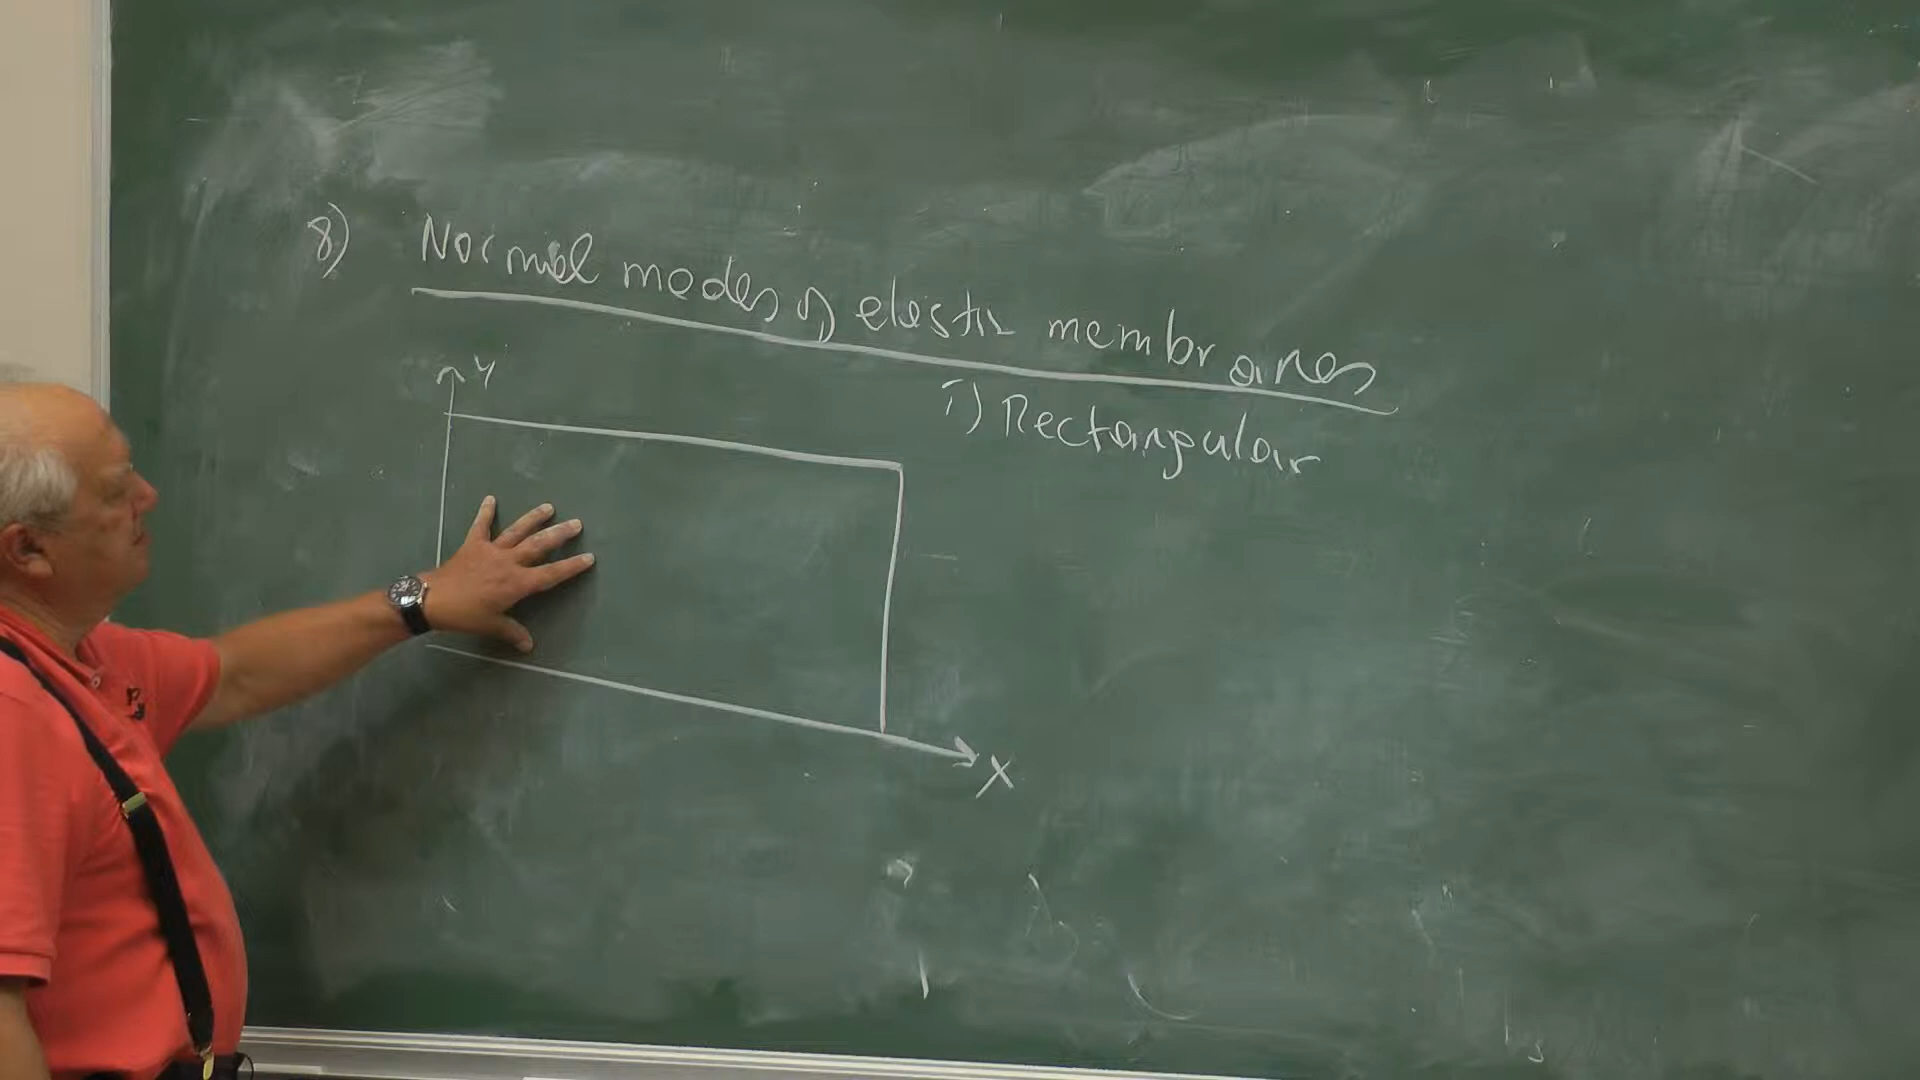 8) Normal modes of elastic membranes
i) Rectangular
Y
X